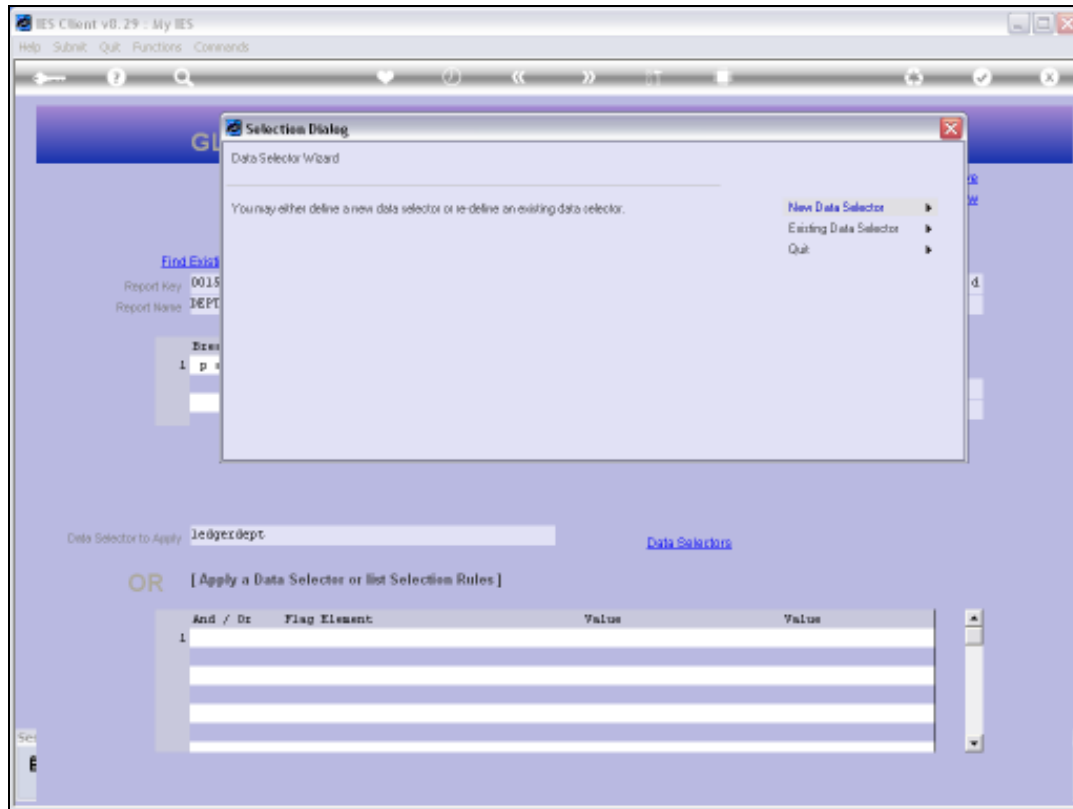 IES Client v0.29 : My IES
Help Submit Quit Functions Commands
GL
Selection Dialog
Data Selector Wizard
You may either define a new data selector or re-define an existing data selector.
New Data Selector
Existing Data Selector
Quit
Find Existi
Report Key 0015 d
Report Name DEPT
1 p
Data Selector to Apply ledgerdept Data Selectors
OR [ Apply a Data Selector or list Selection Rules ]
And / Or Flag Element Value Value
1